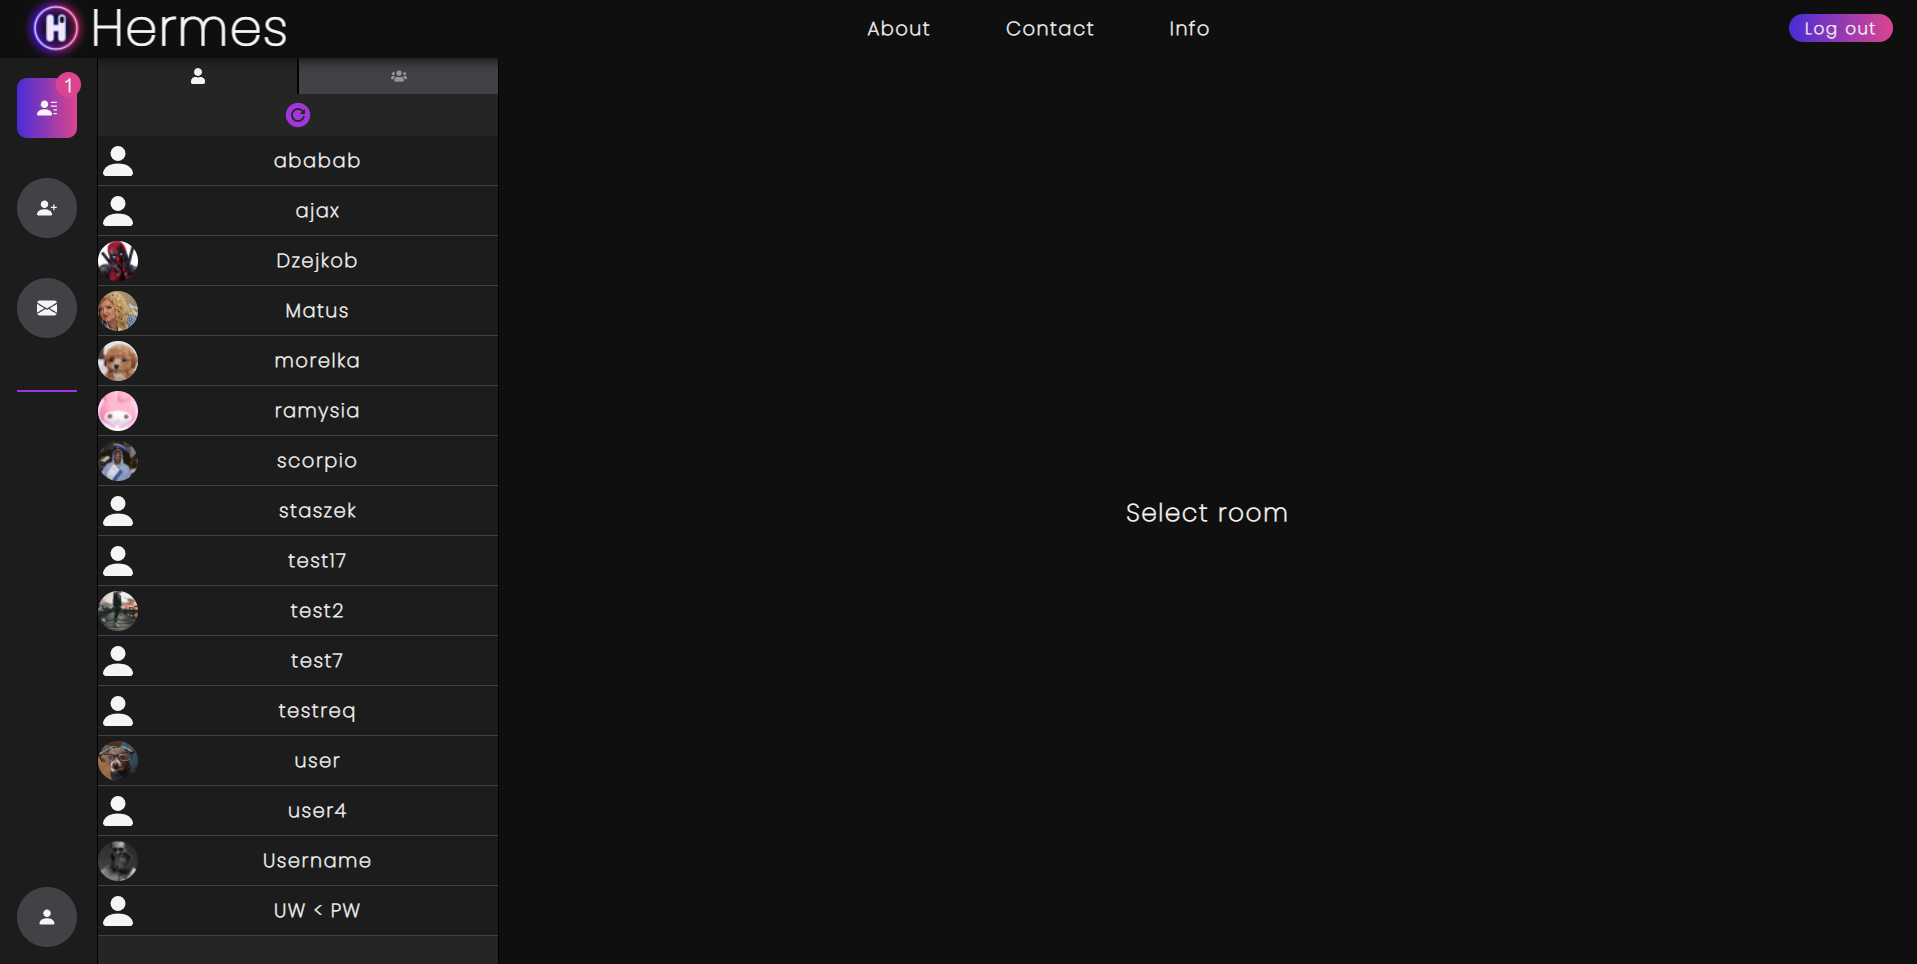 Hermes
About
Contact
Info
Log out
1
ababab
ajax
Dzejkob
Matus
morelka
ramysia
scorpio
staszek
test17
test2
test7
testreq
user
user4
Username
UW < PW
Select room